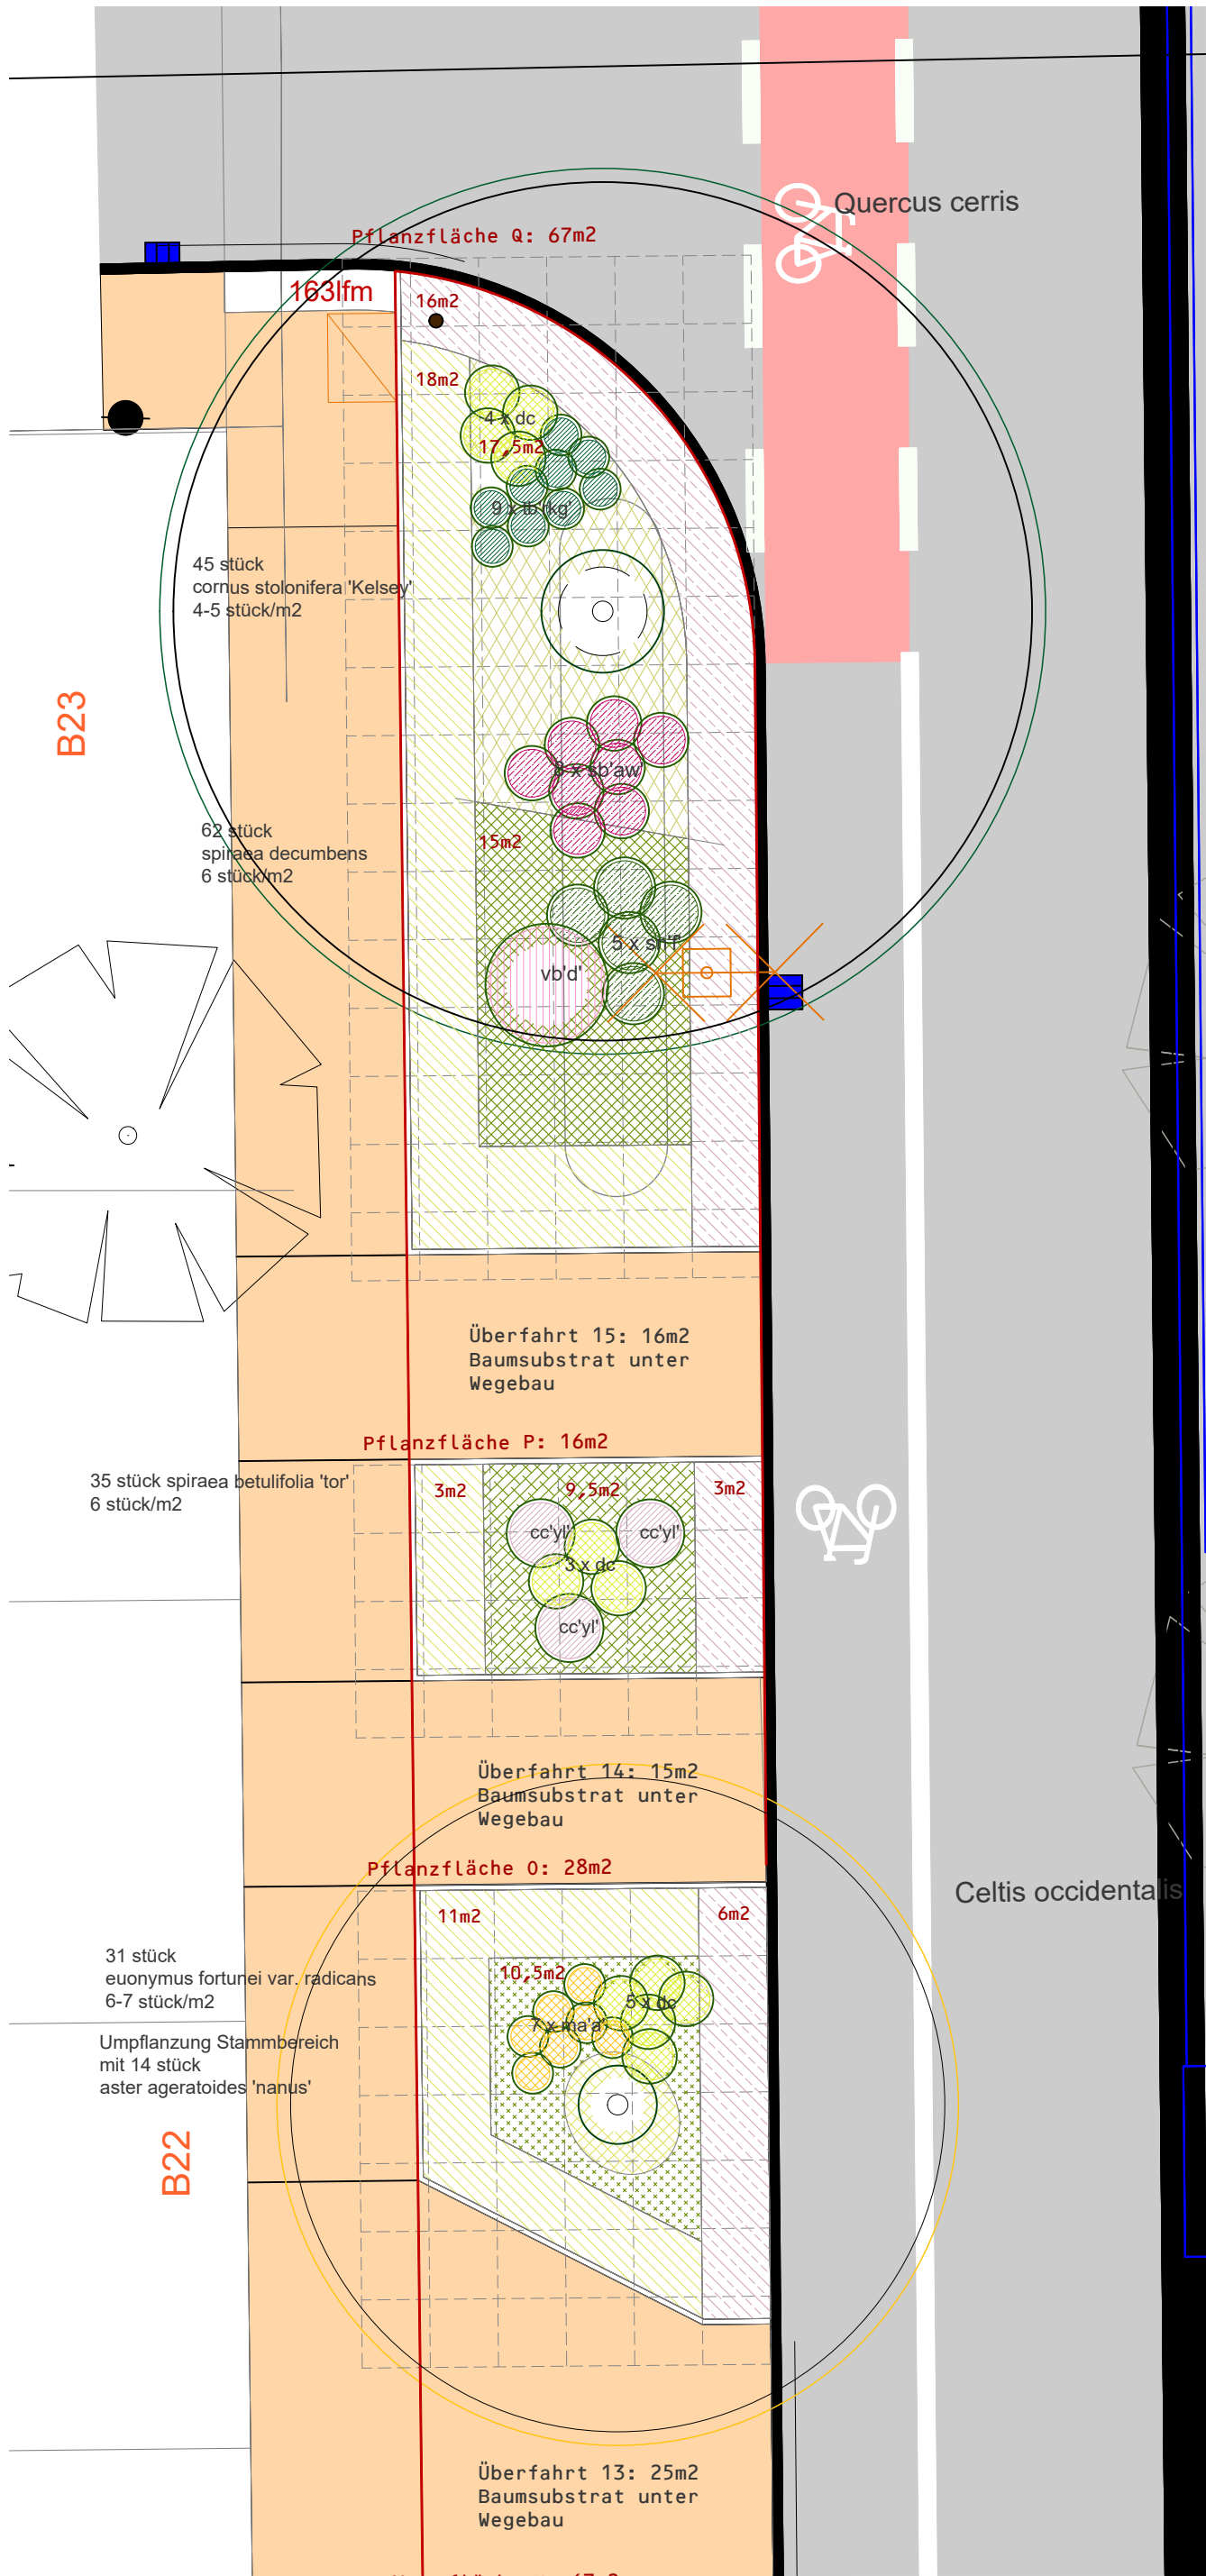 Quercus cerris
Pflanzfläche Q: 67m2
163lfm
16m2
18m2
4 x dc
17,5m2
9 x tb'kg'
45 stück
cornus stolonifera 'Kelsey'
4-5 stück/m2
B23
8 x sb'aw'
62 stück
spiraea decumbens
6 stück/m2
15m2
5 x sn'f'
vb'd'
Überfahrt 15: 16m2
Baumsubstrat unter
Wegebau
Pflanzfläche P: 16m2
35 stück spiraea betulifolia 'tor'
6 stück/m2
3m2
9,5m2
3m2
cc'yl'
cc'yl'
3 x dc
cc'yl'
Überfahrt 14: 15m2
Baumsubstrat unter
Wegebau
Pflanzfläche O: 28m2
Celtis occidentalis
11m2
6m2
31 stück
euonymus fortunei var. radicans
6-7 stück/m2
10,5m2
5 x dc
7 x ma'a'
Umpflanzung Stammbereich
mit 14 stück
aster ageratoides 'nanus'
B22
Überfahrt 13: 25m2
Baumsubstrat unter
Wegebau